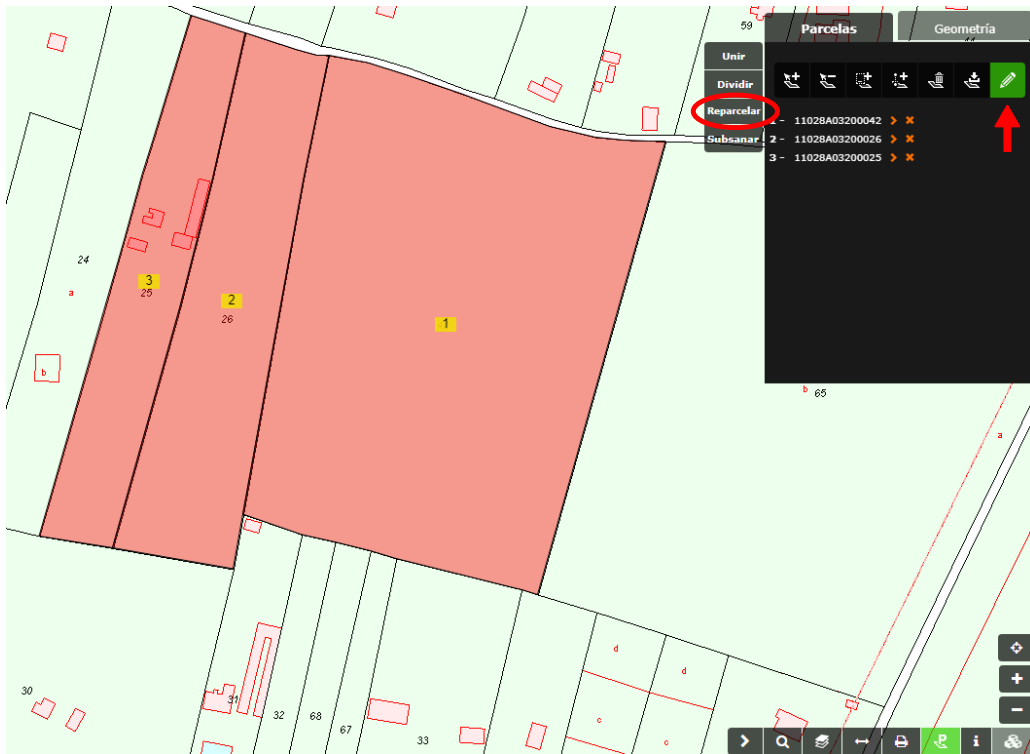 59
44
Parcelas
Geometría
Unir
Dividir
Reparcelar
Subsanar
1 - 11028A03200042
2 - 11028A03200026
3 - 11028A03200025
24
a
3
25
2
26
1
b
b 65
a
d
d
30
31
32
68
67
33
c
c
i